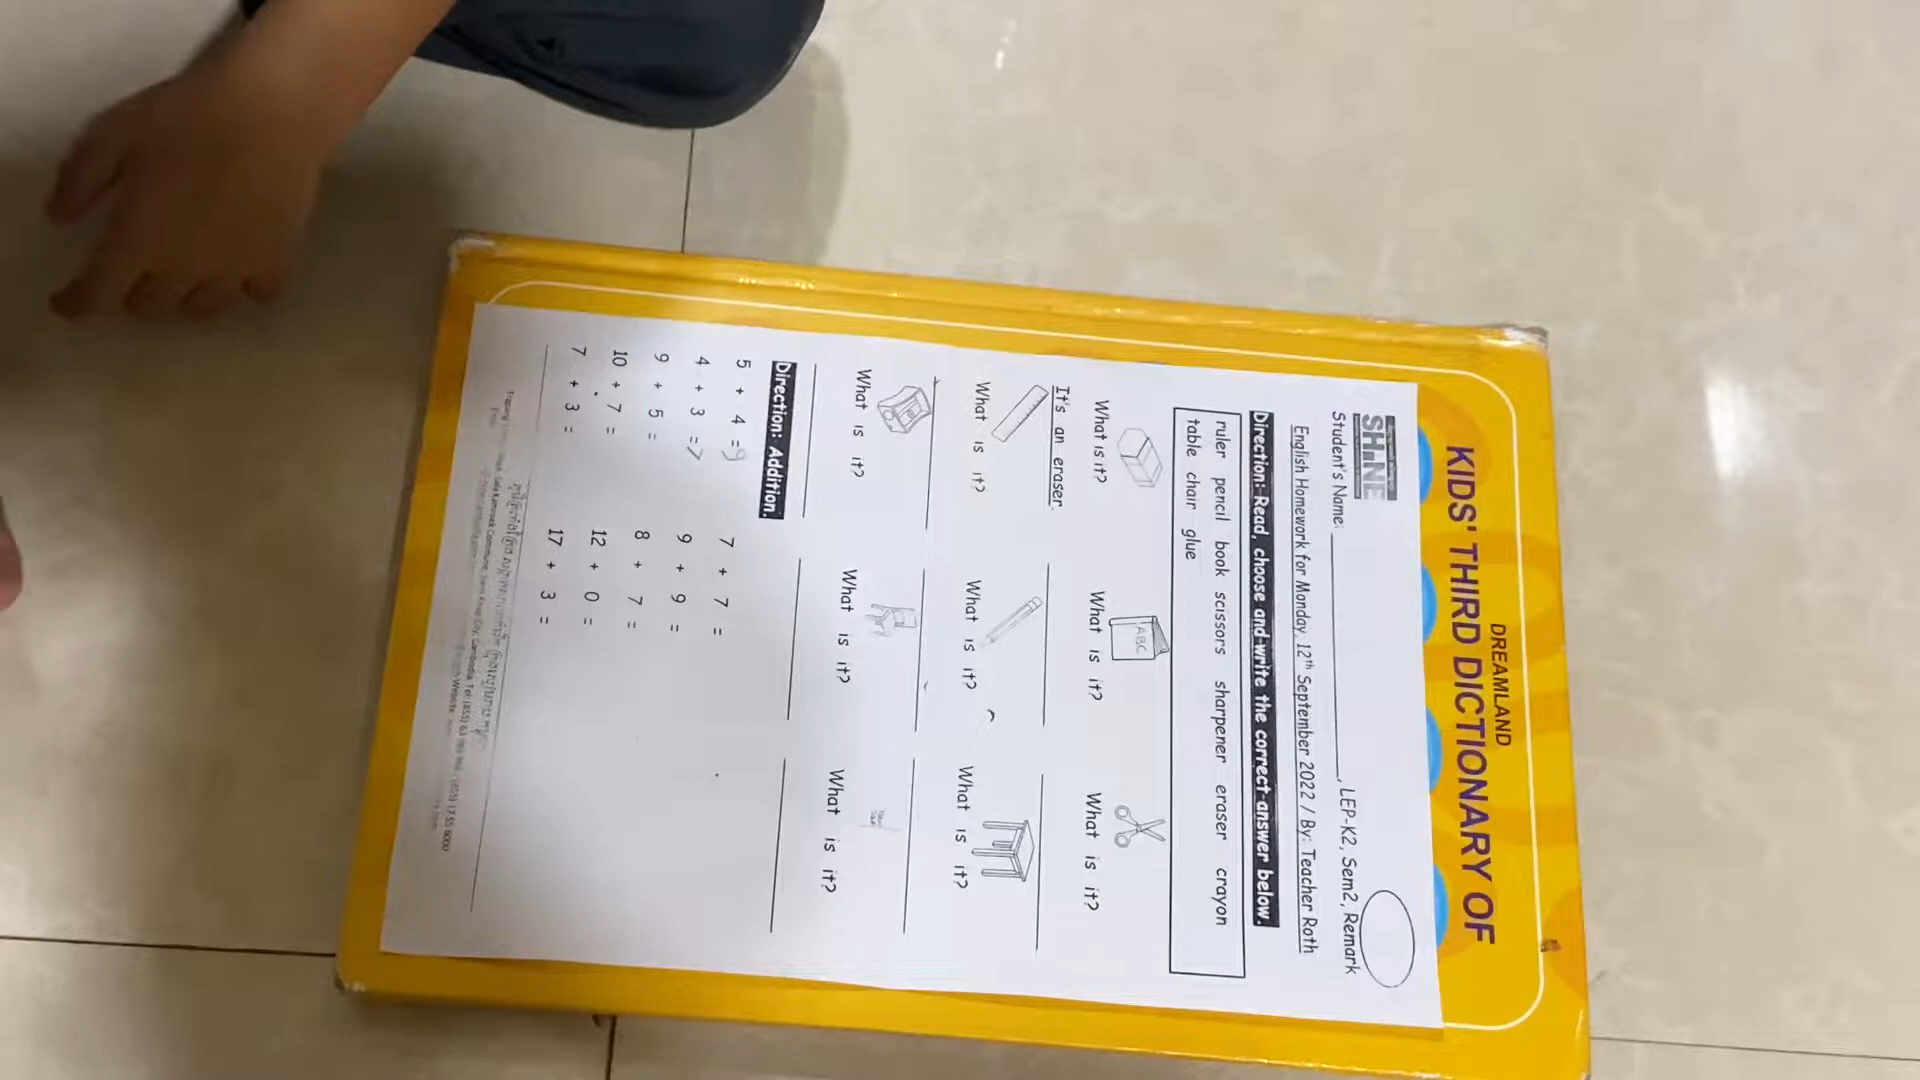 DREAMLAND
KIDS' THIRD DICTIONARY OF
SHiNE
Student's Name: , LEP-K2, Sem2, Remark
English Homework for Monday, 12th September 2022 / By: Teacher Roth
Direction: Read, choose and write the correct answer below.
ruler pencil book scissors sharpener eraser crayon
table chair glue
ABC
What is it? What is it? What is it?
It's an eraser.
What is it? What is it? What is it?
What is it? What is it? What is it?
Direction: Addition.
5 + 4 = 9 7 + 7 =
4 + 3 = 7 9 + 9 =
9 + 5 = 8 + 7 =
10 + 7 = 12 + 0 =
7 + 3 = 17 + 3 =